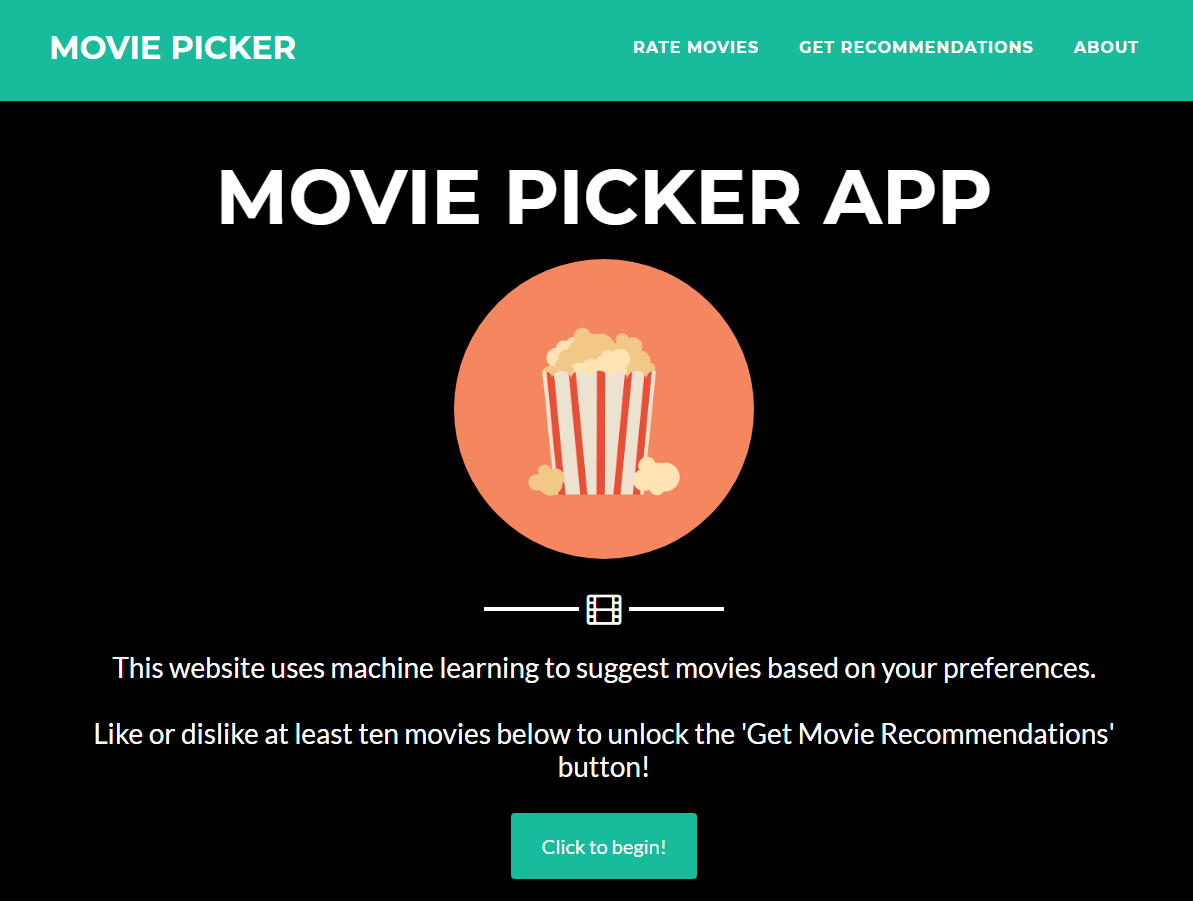 MOVIE PICKER
RATE MOVIES
GET RECOMMENDATIONS
ABOUT
MOVIE PICKER APP
This website uses machine learning to suggest movies based on your preferences.
Like or dislike at least ten movies below to unlock the 'Get Movie Recommendations'
button!
Click to begin!